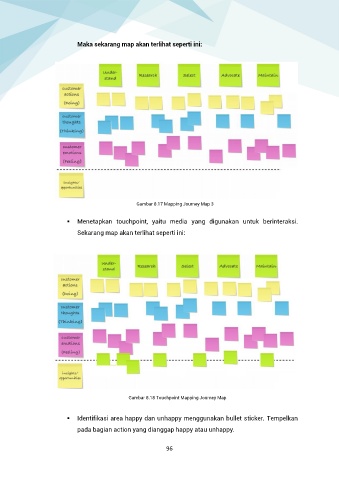 Maka sekarang map akan terlihat seperti ini:
under-
stand
Research
select
Advocate
Maintain
customer
actions
(doing)
customer
thoughts
(Thinking)
customer
emotions
(feeling)
insights/
opportunities
Gambar 8.17 Mapping Journey Map 3
• Menetapkan touchpoint, yaitu media yang digunakan untuk berinteraksi.
Sekarang map akan terlihat seperti ini:
under-
stand
Research
select
Advocate
Maintain
customer
actions
(doing)
customer
thoughts
(Thinking)
customer
emotions
(feeling)
insights/
opportunities
Gambar 8.18 Touchpoint Mapping Journey Map
• Identifikasi area happy dan unhappy menggunakan bullet sticker. Tempelkan
pada bagian action yang dianggap happy atau unhappy.
96